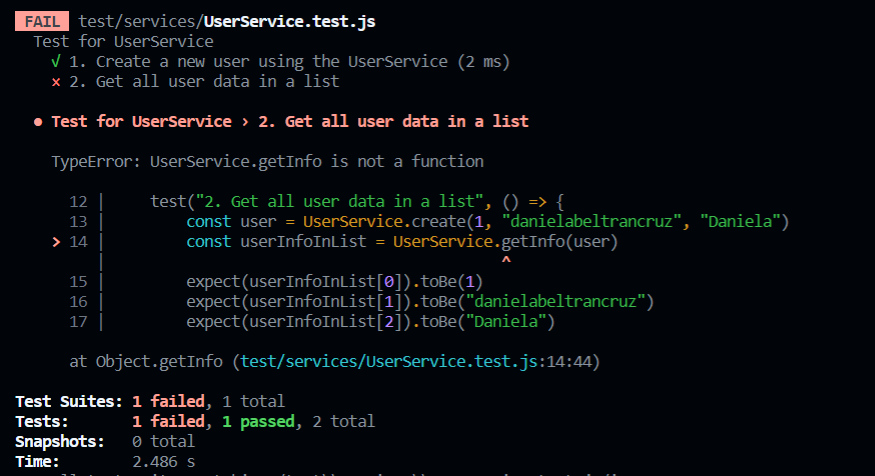 FAIL test/services/UserService.test.js
Test for UserService
√ 1. Create a new user using the UserService (2 ms)
× 2. Get all user data in a list
● Test for UserService › 2. Get all user data in a list
TypeError: UserService.getInfo is not a function
12 |     test("2. Get all user data in a list", () => {
13 |         const user = UserService.create(1, "danielabeltrancruz", "Daniela")
> 14 |         const userInfoInList = UserService.getInfo(user)
|                                            ^
15 |         expect(userInfoInList[0]).toBe(1)
16 |         expect(userInfoInList[1]).toBe("danielabeltrancruz")
17 |         expect(userInfoInList[2]).toBe("Daniela")
at Object.getInfo (test/services/UserService.test.js:14:44)
Test Suites: 1 failed, 1 total
Tests:       1 failed, 1 passed, 2 total
Snapshots:   0 total
Time:        2.486 s